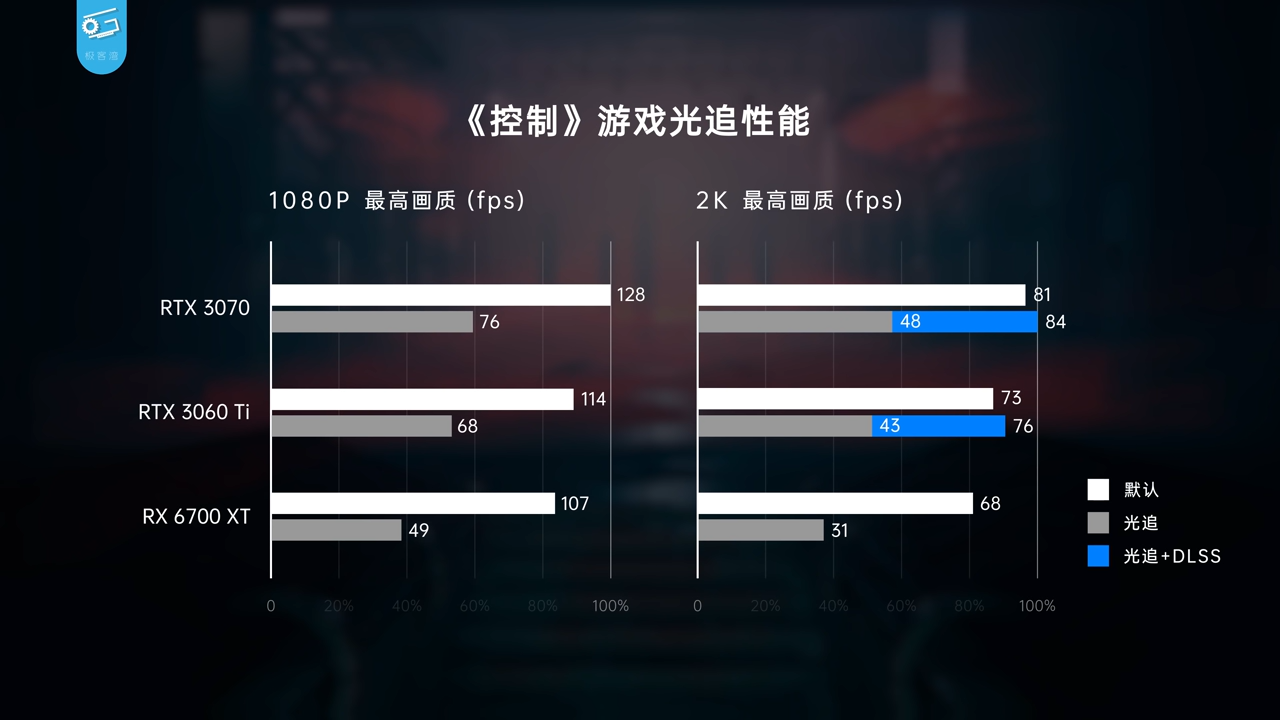 极客湾
《控制》游戏光追性能
1080P 最高画质 (fps)
2K 最高画质 (fps)
RTX 3070
128
76
81
48
84
RTX 3060 Ti
114
68
73
43
76
RX 6700 XT
107
49
68
31
默认
光追
光追+DLSS
0 20% 40% 60% 80% 100%
0 20% 40% 60% 80% 100%